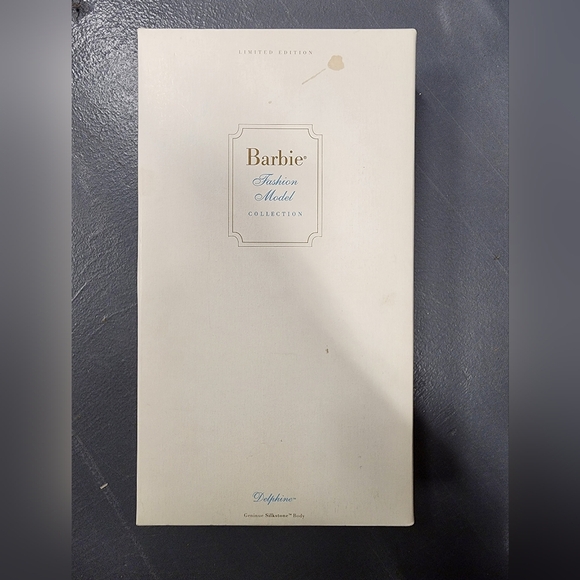 LIMITED EDITION
Barbie®
Fashion
Model
COLLECTION
Delphine™
Genuine Silkstone™ Body